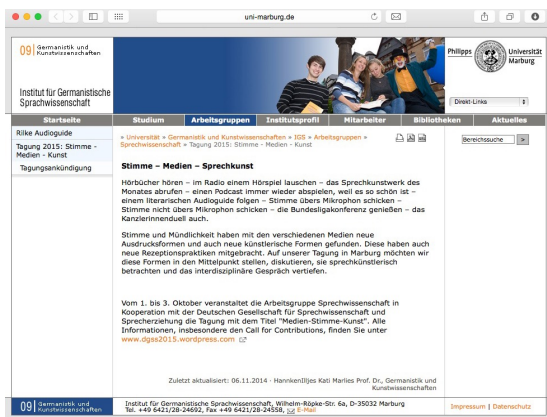 uni-marburg.de
09 Germanistik und
Kunstwissenschaften
Philipps Universität
Marburg
Institut für Germanistische
Sprachwissenschaft
Direkt-Links
Startseite Studium Arbeitsgruppen Institutsprofil Mitarbeiter Bibliotheken Aktuelles
Rilke Audioguide
Tagung 2015: Stimme -
Medien - Kunst
Tagungsankündigung
» Universität » Germanistik und Kunstwissenschaften » IGS » Arbeitsgruppen »
Sprechwissenschaft » Tagung 2015: Stimme - Medien - Kunst
Bereichssuche >
Stimme – Medien – Sprechkunst
Hörbücher hören – im Radio einem Hörspiel lauschen – das Sprechkunstwerk des
Monates abrufen – einen Podcast immer wieder abspielen, weil es so schön ist –
einem literarischen Audioguide folgen – Stimme übers Mikrophon schicken –
Stimme nicht übers Mikrophon schicken – die Bundesligakonferenz genießen – das
Kanzlerinnenduell auch.
Stimme und Mündlichkeit haben mit den verschiedenen Medien neue
Ausdrucksformen und auch neue künstlerische Formen gefunden. Diese haben auch
neue Rezeptionspraktiken mitgebracht. Auf unserer Tagung in Marburg möchten wir
diese Formen in den Mittelpunkt stellen, diskutieren, sie sprechkünstlerisch
betrachten und das interdisziplinäre Gespräch vertiefen.
Vom 1. bis 3. Oktober veranstaltet die Arbeitsgruppe Sprechwissenschaft in
Kooperation mit der Deutschen Gesellschaft für Sprechwissenschaft und
Sprecherziehung die Tagung mit dem Titel "Medien-Stimme-Kunst". Alle
Informationen, insbesondere den Call for Contributions, finden Sie unter
www.dgss2015.wordpress.com
Zuletzt aktualisiert: 06.11.2014 · HannkenIlljes Kati Marlies Prof. Dr., Germanistik und
Kunstwissenschaften
09 Germanistik und
Kunstwissenschaften
Institut für Germanistische Sprachwissenschaft, Wilhelm-Röpke-Str. 6a, D-35032 Marburg
Tel. +49 6421/28-24692, Fax +49 6421/28-24558, E-Mail
Impressum | Datenschutz